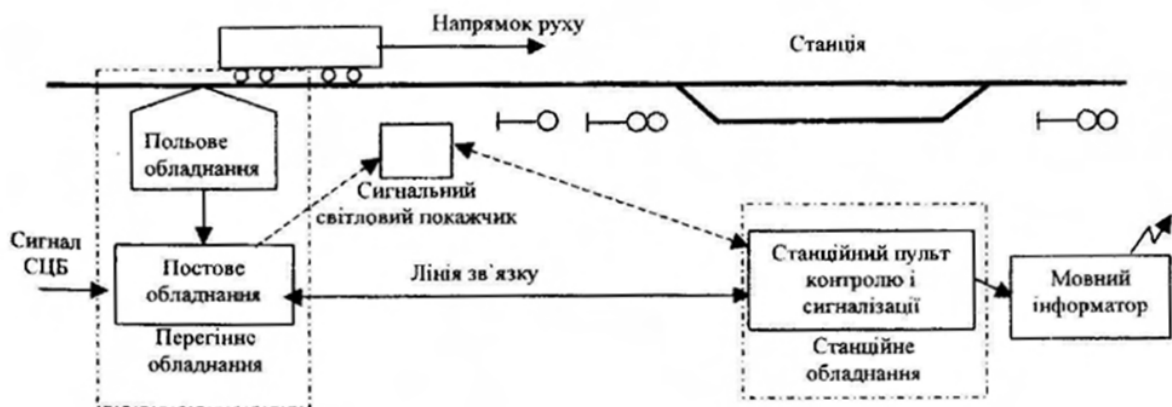 Напрямок руху
Станція
Польове
обладнання
Сигнальний
світловий покажчик
Сигнал
СЦБ
Постове
обладнання
Перегінне
обладнання
Лінія зв`язку
Станційний пульт
контролю і
сигналізації
Станційне
обладнання
Мовний
інформатор